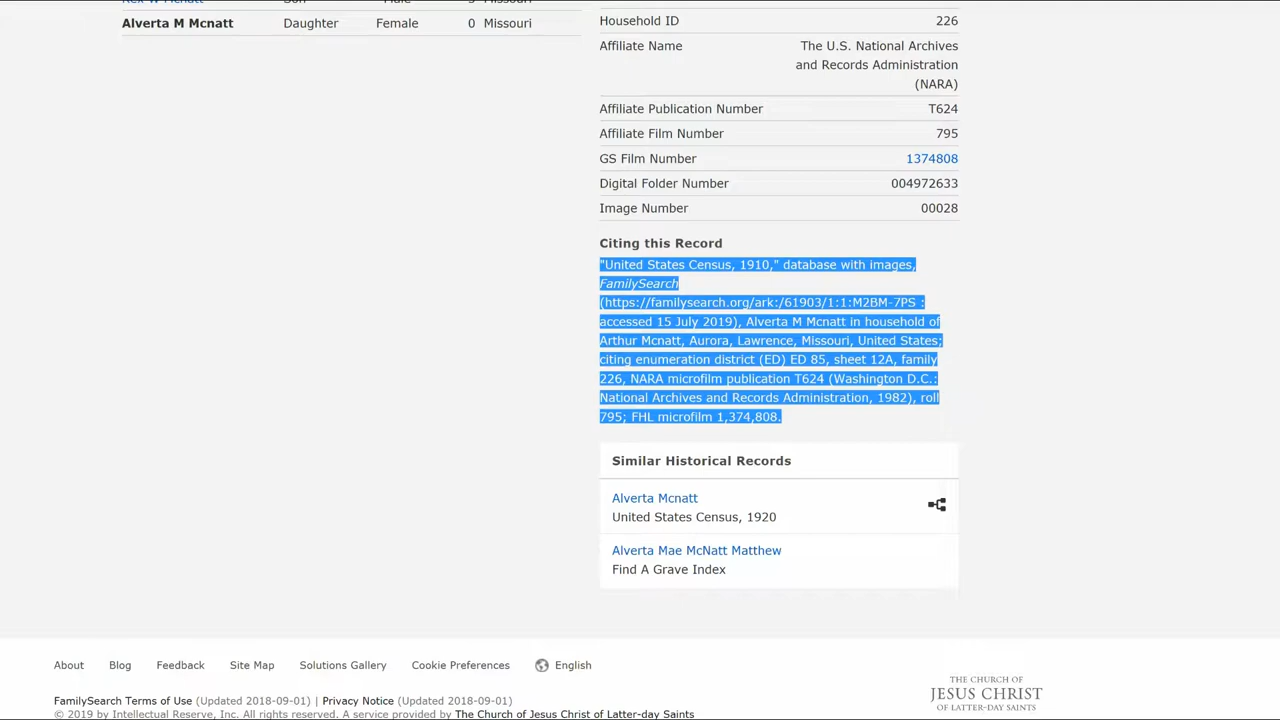 Rex W Mcnatt Son Male 3 Missouri
Alverta M Mcnatt Daughter Female 0 Missouri
Household ID 226
Affiliate Name The U.S. National Archives
and Records Administration
(NARA)
Affiliate Publication Number T624
Affiliate Film Number 795
GS Film Number 1374808
Digital Folder Number 004972633
Image Number 00028
Citing this Record
"United States Census, 1910," database with images,
FamilySearch
(https://familysearch.org/ark:/61903/1:1:M2BM-7PS :
accessed 15 July 2019), Alverta M Mcnatt in household of
Arthur Mcnatt, Aurora, Lawrence, Missouri, United States;
citing enumeration district (ED) ED 85, sheet 12A, family
226, NARA microfilm publication T624 (Washington D.C.:
National Archives and Records Administration, 1982), roll
795; FHL microfilm 1,374,808.
Similar Historical Records
Alverta Mcnatt
United States Census, 1920
Alverta Mae McNatt Matthew
Find A Grave Index
About Blog Feedback Site Map Solutions Gallery Cookie Preferences English
FamilySearch Terms of Use (Updated 2018-09-01) | Privacy Notice (Updated 2018-09-01)
© 2019 by Intellectual Reserve, Inc. All rights reserved. A service provided by The Church of Jesus Christ of Latter-day Saints
THE CHURCH OF
JESUS CHRIST
OF LATTER-DAY SAINTS